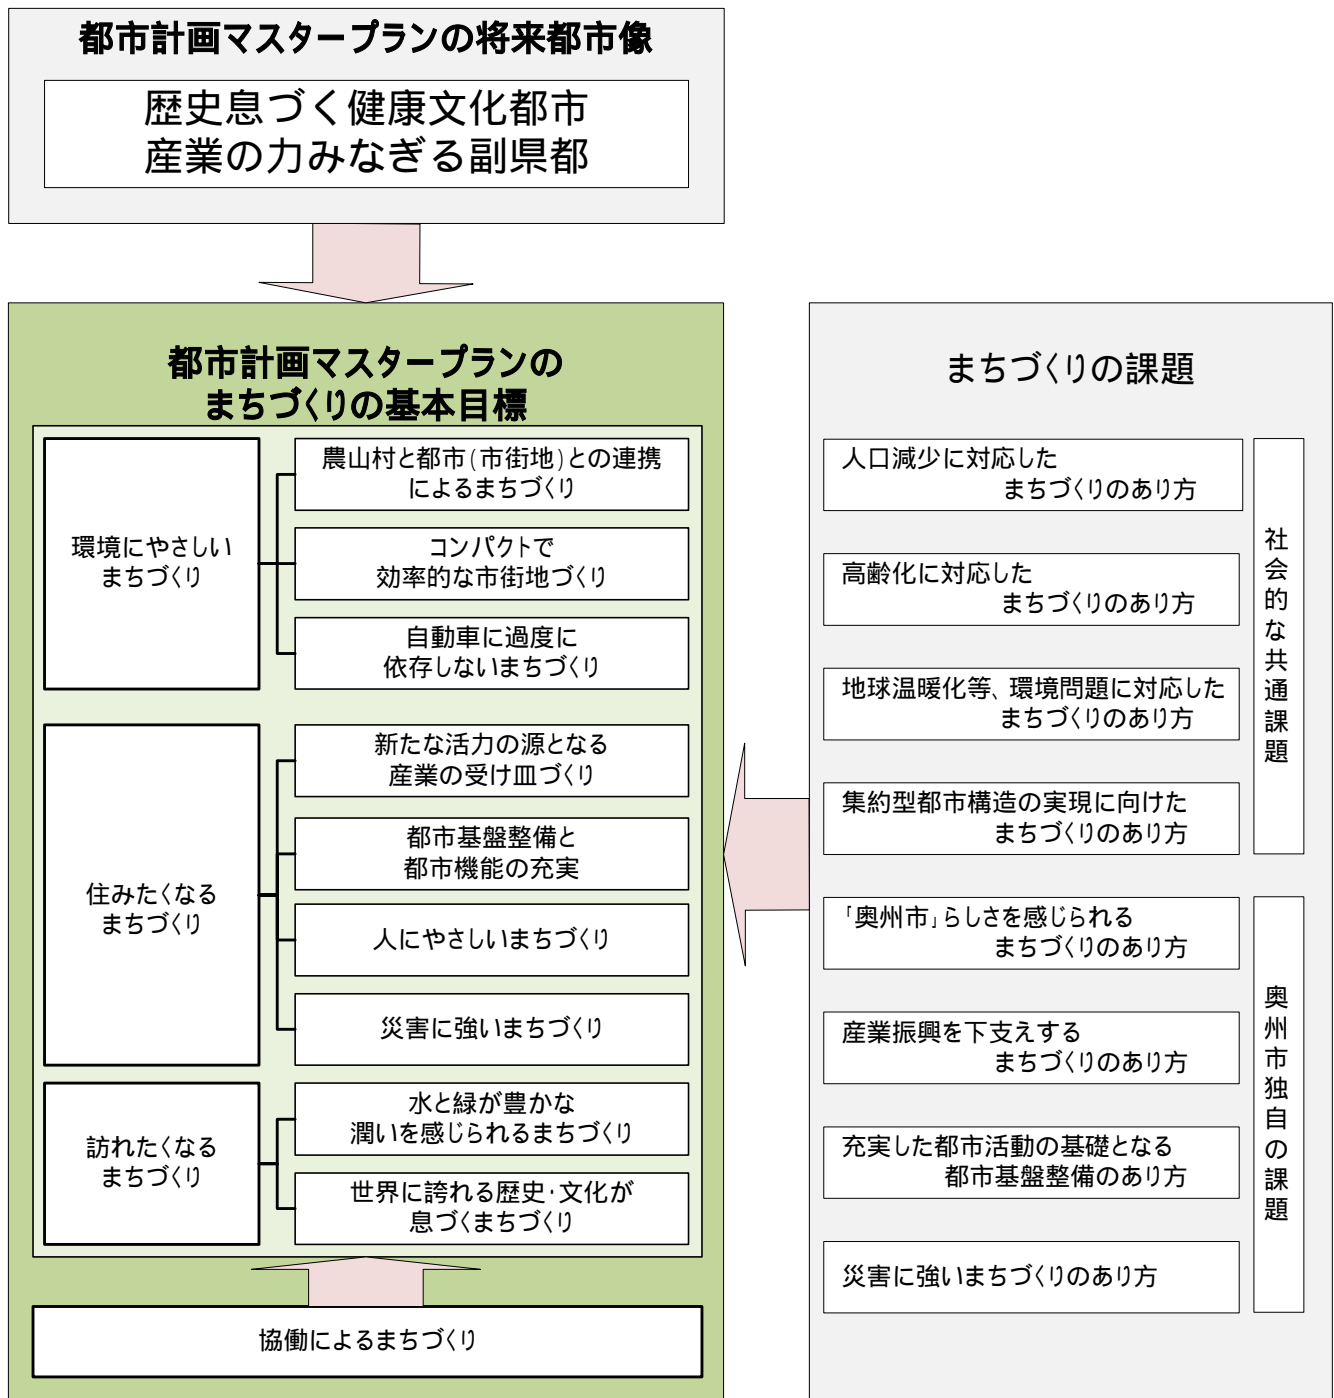 都市計画マスタープランの将来都市像
歴史息づく健康文化都市
産業の力みなぎる副県都
都市計画マスタープランの
まちづくりの基本目標
環境にやさしい
まちづくり
農山村と都市(市街地)との連携
によるまちづくり
コンパクトで
効率的な市街地づくり
自動車に過度に
依存しないまちづくり
住みたくなる
まちづくり
新たな活力の源となる
産業の受け皿づくり
都市基盤整備と
都市機能の充実
人にやさしいまちづくり
災害に強いまちづくり
訪れたくなる
まちづくり
水と緑が豊かな
潤いを感じられるまちづくり
世界に誇れる歴史・文化が
息づくまちづくり
協働によるまちづくり
まちづくりの課題
人口減少に対応した
まちづくりのあり方
高齢化に対応した
まちづくりのあり方
地球温暖化等、環境問題に対応した
まちづくりのあり方
集約型都市構造の実現に向けた
まちづくりのあり方
社会的な共通課題
「奥州市」らしさを感じられる
まちづくりのあり方
産業振興を下支えする
まちづくりのあり方
充実した都市活動の基礎となる
都市基盤整備のあり方
災害に強いまちづくりのあり方
奥州市独自の課題